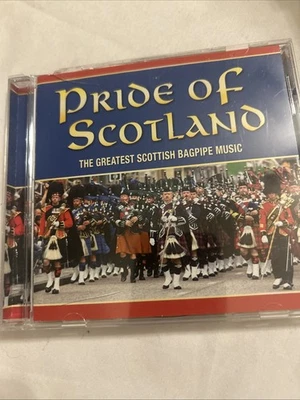 PRIDE OF
SCOTLAND
THE GREATEST SCOTTISH BAGPIPE MUSIC